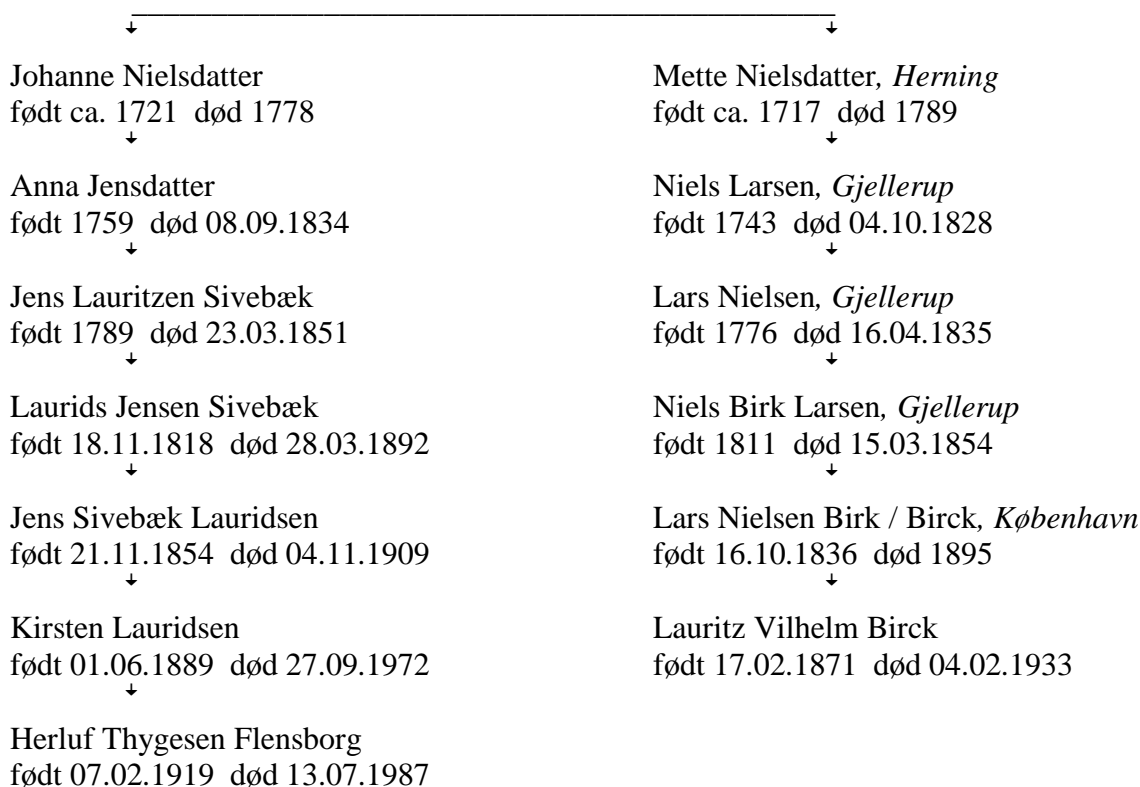 Johanne Nielsdatter
født ca. 1721 død 1778
Anna Jensdatter
født 1759 død 08.09.1834
Jens Lauritzen Sivebæk
født 1789 død 23.03.1851
Laurids Jensen Sivebæk
født 18.11.1818 død 28.03.1892
Jens Sivebæk Lauridsen
født 21.11.1854 død 04.11.1909
Kirsten Lauridsen
født 01.06.1889 død 27.09.1972
Herluf Thygesen Flensborg
født 07.02.1919 død 13.07.1987
Mette Nielsdatter, Herning
født ca. 1717 død 1789
Niels Larsen, Gjellerup
født 1743 død 04.10.1828
Lars Nielsen, Gjellerup
født 1776 død 16.04.1835
Niels Birk Larsen, Gjellerup
født 1811 død 15.03.1854
Lars Nielsen Birk / Birck, København
født 16.10.1836 død 1895
Lauritz Vilhelm Birck
født 17.02.1871 død 04.02.1933